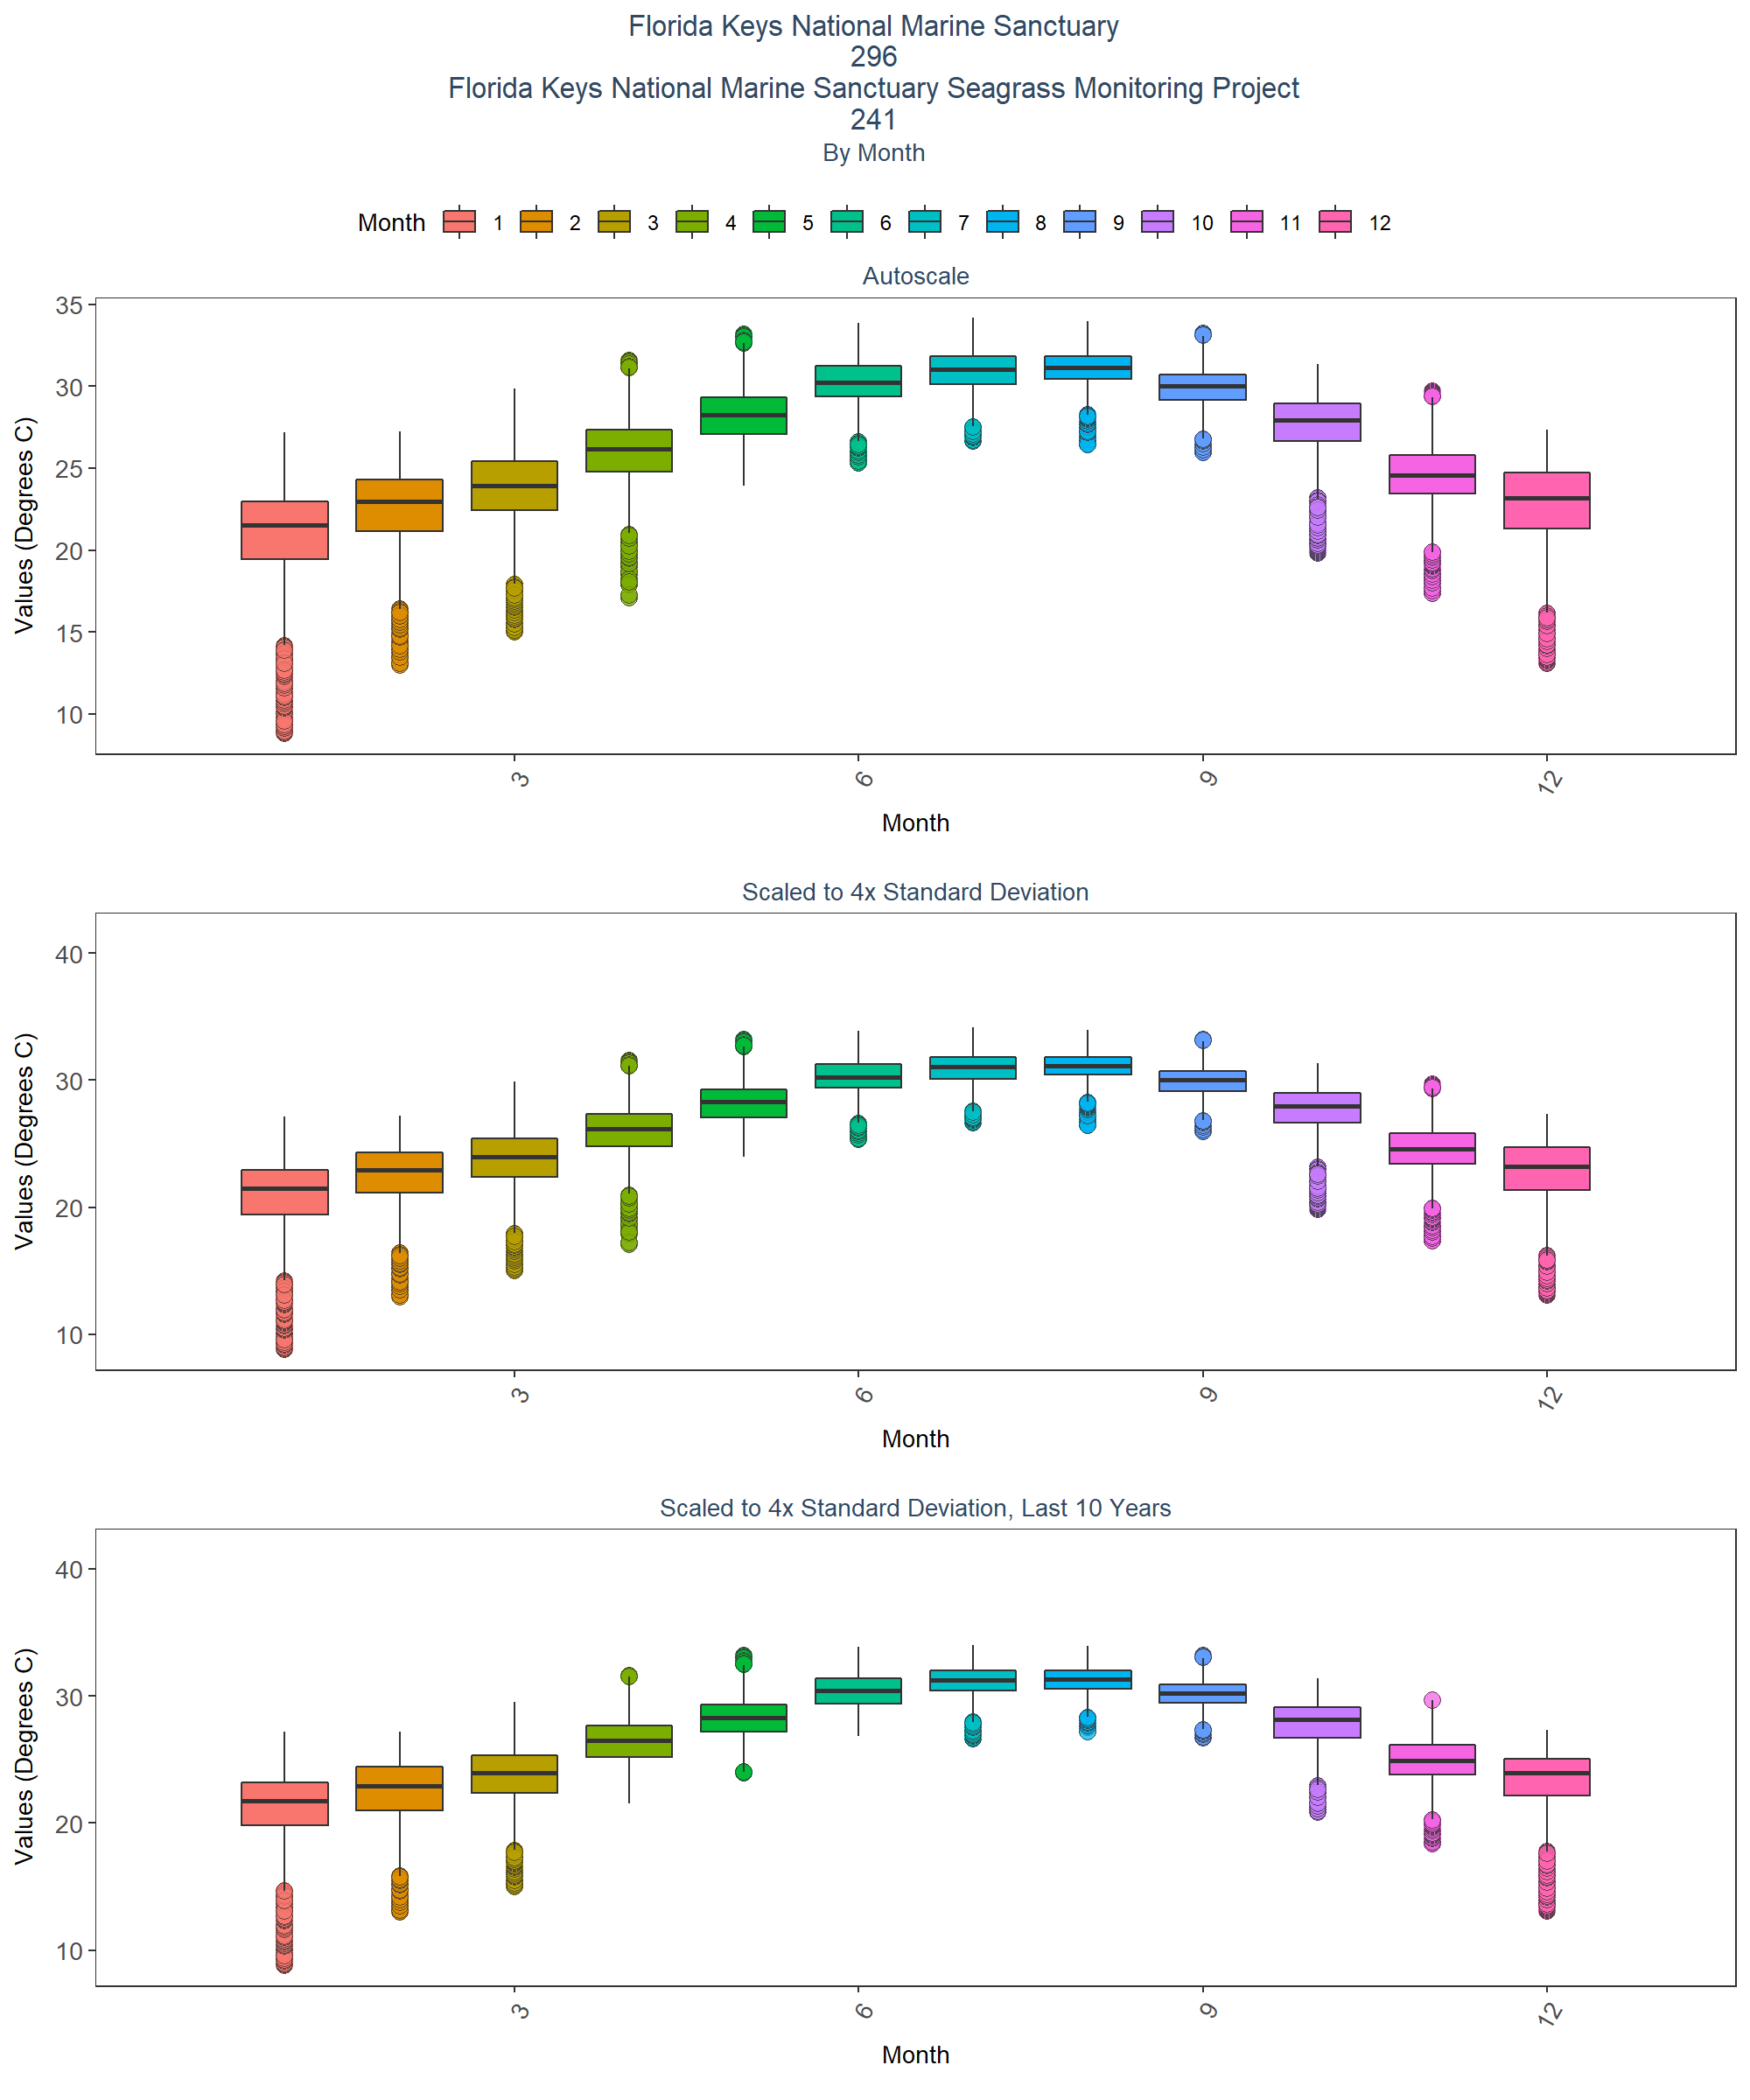 Florida Keys National Marine Sanctuary
296
Florida Keys National Marine Sanctuary Seagrass Monitoring Project
241
By Month
Month 1 2 3 4 5 6 7 8 9 10 11 12
Autoscale
Values (Degrees C)
35
30
25
20
15
10
3 6 9 12
Month
Scaled to 4x Standard Deviation
Values (Degrees C)
40
30
20
10
3 6 9 12
Month
Scaled to 4x Standard Deviation, Last 10 Years
Values (Degrees C)
40
30
20
10
3 6 9 12
Month